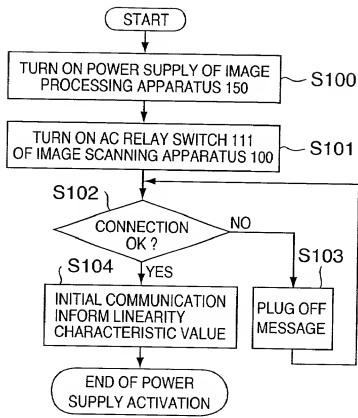 START
TURN ON POWER SUPPLY OF IMAGE
PROCESSING APPARATUS 150
S100
TURN ON AC RELAY SWITCH 111
OF IMAGE SCANNING APPARATUS 100
S101
S102
CONNECTION
OK ?
NO
YES
S103
PLUG OFF
MESSAGE
S104
INITIAL COMMUNICATION
INFORM LINEARITY
CHARACTERISTIC VALUE
END OF POWER
SUPPLY ACTIVATION